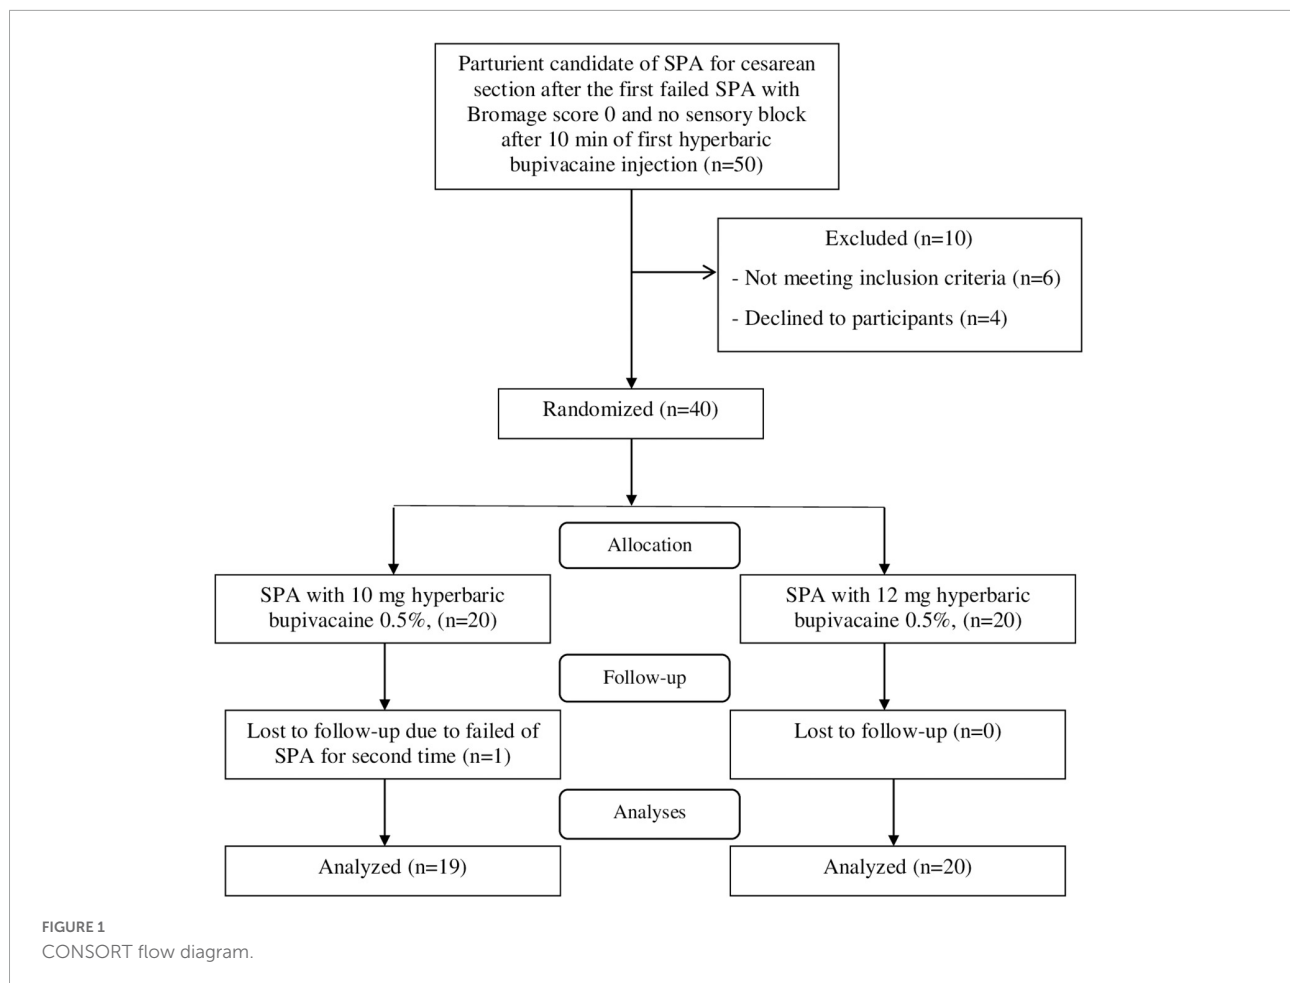 Parturient candidate of SPA for cesarean
section after the first failed SPA with
Bromage score 0 and no sensory block
after 10 min of first hyperbaric
bupivacaine injection (n=50)
Excluded (n=10)
- Not meeting inclusion criteria (n=6)
- Declined to participants (n=4)
Randomized (n=40)
Allocation
SPA with 10 mg hyperbaric
bupivacaine 0.5%, (n=20)
SPA with 12 mg hyperbaric
bupivacaine 0.5%, (n=20)
Follow-up
Lost to follow-up due to failed of
SPA for second time (n=1)
Lost to follow-up (n=0)
Analyses
Analyzed (n=19)
Analyzed (n=20)
FIGURE 1
CONSORT flow diagram.